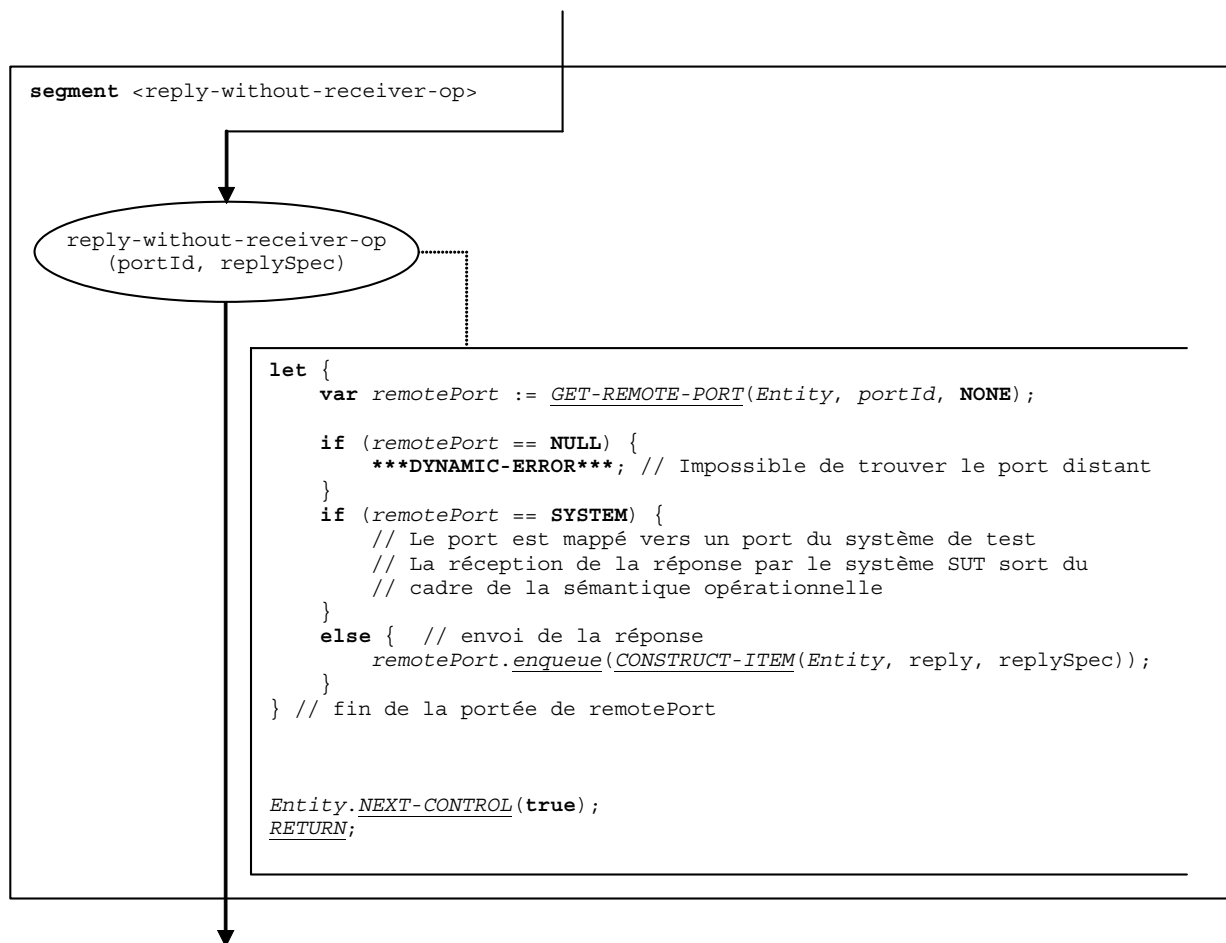 segment <reply-without-receiver-op>
reply-without-receiver-op
(portId, replySpec)
let {
var remotePort := GET-REMOTE-PORT(Entity, portId, NONE);
if (remotePort == NULL) {
***DYNAMIC-ERROR***; // Impossible de trouver le port distant
}
if (remotePort == SYSTEM) {
// Le port est mappé vers un port du système de test
// La réception de la réponse par le système SUT sort du
// cadre de la sémantique opérationnelle
}
else { // envoi de la réponse
remotePort.enqueue(CONSTRUCT-ITEM(Entity, reply, replySpec));
}
} // fin de la portée de remotePort
Entity.NEXT-CONTROL(true);
RETURN;